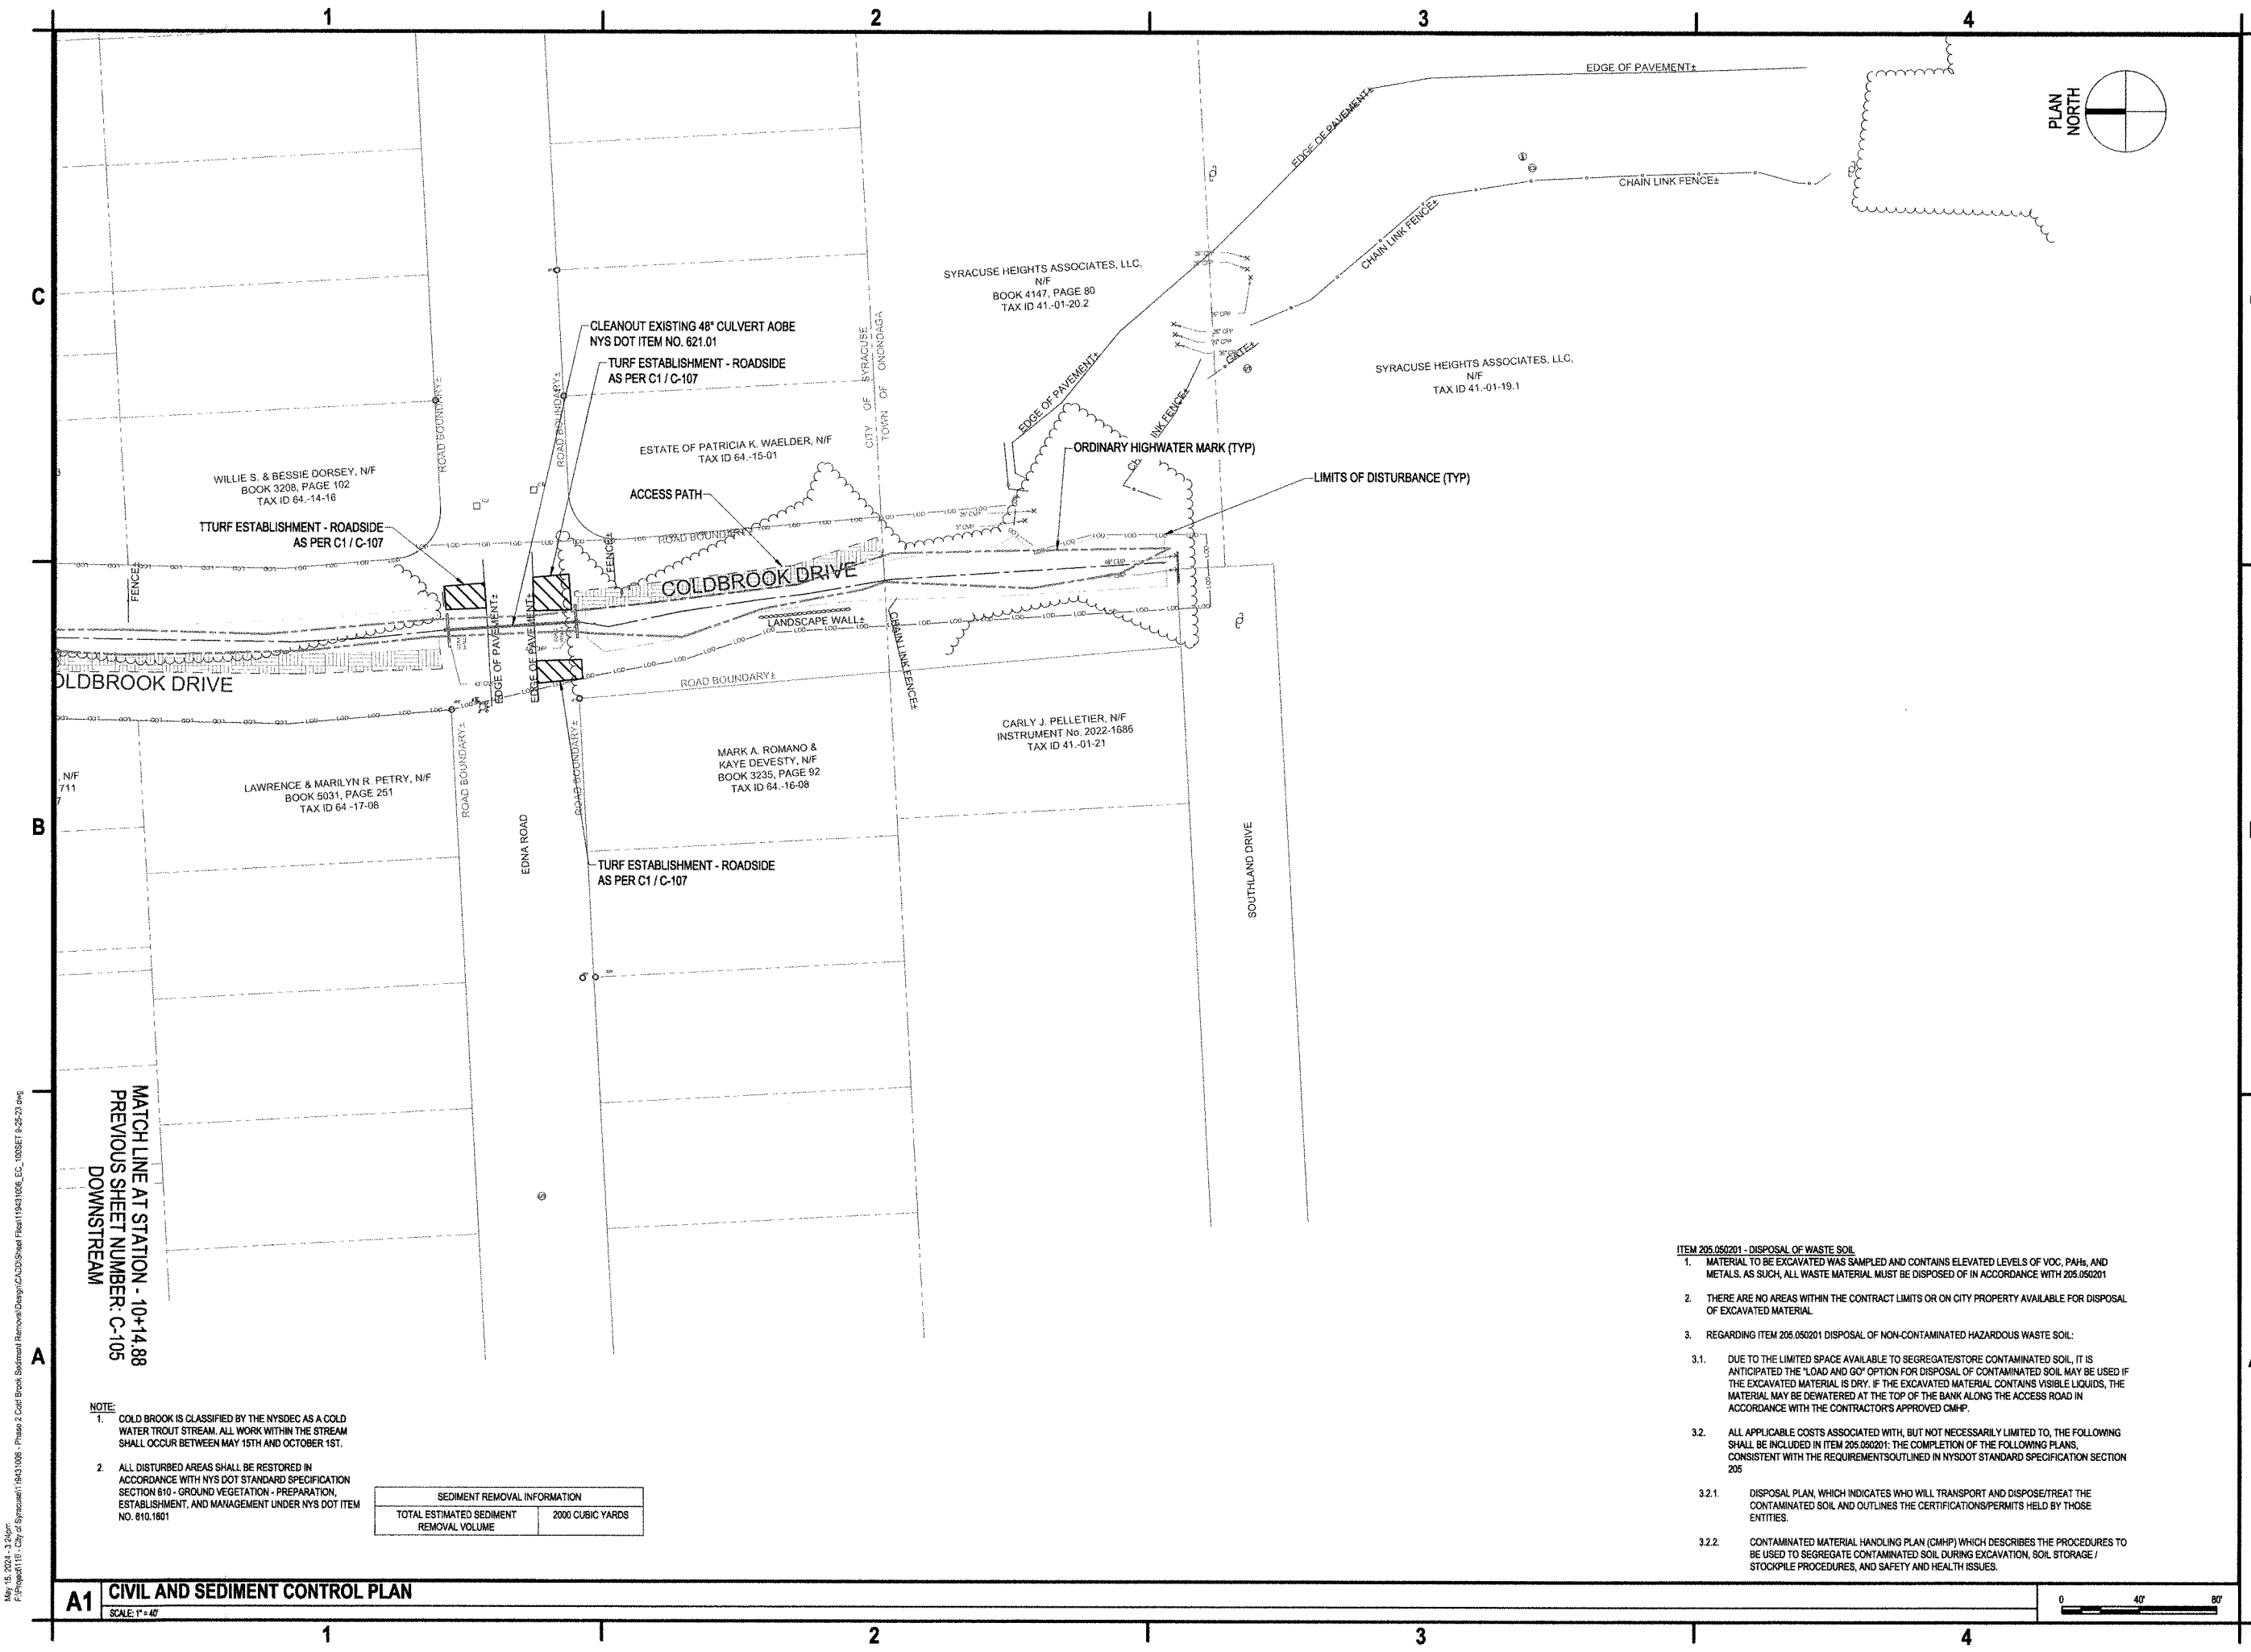 1
2
3
4
EDGE OF PAVEMENT±
EDGE OF PAVEMENT±
PLAN
NORTH
CHAIN LINK FENCE±
CHAIN LINK FENCE±
C
SYRACUSE HEIGHTS ASSOCIATES, LLC,
N/F
BOOK 4147, PAGE 80
TAX ID 41.-01-20.2
CLEANOUT EXISTING 48" CULVERT AOBE
NYS DOT ITEM NO. 621.01
TURF ESTABLISHMENT - ROADSIDE
AS PER C1 / C-107
CITY OF SYRACUSE
TOWN OF ONONDAGA
36" CPP
GATE±
EDGE OF PAVEMENT±
SYRACUSE HEIGHTS ASSOCIATES, LLC,
N/F
TAX ID 41.-01-19.1
ROAD BOUNDARY±
ROAD BOUNDARY±
ESTATE OF PATRICIA K. WAELDER, N/F
TAX ID 64.-15-01
INK FENCE±
ORDINARY HIGHWATER MARK (TYP)
3
WILLIE S. & BESSIE DORSEY, N/F
BOOK 3208, PAGE 102
TAX ID 64.-14-16
LIMITS OF DISTURBANCE (TYP)
ACCESS PATH
TTURF ESTABLISHMENT - ROADSIDE
AS PER C1 / C-107
ROAD BOUNDARY±
FENCE±
FENCE±
COLDBROOK DRIVE
LANDSCAPE WALL±
CHAIN LINK FEENCE±
EDGE OF PAVEMENT±
EDGE OF PAVEMENT±
OLDBROOK DRIVE
ROAD BOUNDARY±
LOD
CARLY J. PELLETIER, N/F
INSTRUMENT No. 2022-1686
TAX ID 41.-01-21
MARK A. ROMANO &
KAYE DEVESTY, N/F
BOOK 3235, PAGE 92
TAX ID 64.-16-08
, N/F
711
7
LAWRENCE & MARILYN R. PETRY, N/F
BOOK 5031, PAGE 251
TAX ID 64 -17-08
ROAD BOUNDARY±
ROAD BOUNDARY±
B
EDNA ROAD
TURF ESTABLISHMENT - ROADSIDE
AS PER C1 / C-107
SOUTHLAND DRIVE
MATCH LINE AT STATION - 10+14.88
PREVIOUS SHEET NUMBER: C-105
DOWNSTREAM
A
NOTE:
1. COLD BROOK IS CLASSIFIED BY THE NYSDEC AS A COLD
WATER TROUT STREAM. ALL WORK WITHIN THE STREAM
SHALL OCCUR BETWEEN MAY 15TH AND OCTOBER 1ST.
2. ALL DISTURBED AREAS SHALL BE RESTORED IN
ACCORDANCE WITH NYS DOT STANDARD SPECIFICATION
SECTION 610 - GROUND VEGETATION - PREPARATION,
ESTABLISHMENT, AND MANAGEMENT UNDER NYS DOT ITEM
NO. 610.1601
SEDIMENT REMOVAL INFORMATION
TOTAL ESTIMATED SEDIMENT
REMOVAL VOLUME
2000 CUBIC YARDS
ITEM 205.050201 - DISPOSAL OF WASTE SOIL
1. MATERIAL TO BE EXCAVATED WAS SAMPLED AND CONTAINS ELEVATED LEVELS OF VOC, PAHs, AND
METALS. AS SUCH, ALL WASTE MATERIAL MUST BE DISPOSED OF IN ACCORDANCE WITH 205.050201
2. THERE ARE NO AREAS WITHIN THE CONTRACT LIMITS OR ON CITY PROPERTY AVAILABLE FOR DISPOSAL
OF EXCAVATED MATERIAL
3. REGARDING ITEM 205.050201 DISPOSAL OF NON-CONTAMINATED HAZARDOUS WASTE SOIL:
3.1. DUE TO THE LIMITED SPACE AVAILABLE TO SEGREGATE/STORE CONTAMINATED SOIL, IT IS
ANTICIPATED THE "LOAD AND GO" OPTION FOR DISPOSAL OF CONTAMINATED SOIL MAY BE USED IF
THE EXCAVATED MATERIAL IS DRY. IF THE EXCAVATED MATERIAL CONTAINS VISIBLE LIQUIDS, THE
MATERIAL MAY BE DEWATERED AT THE TOP OF THE BANK ALONG THE ACCESS ROAD IN
ACCORDANCE WITH THE CONTRACTOR'S APPROVED CMHP.
3.2. ALL APPLICABLE COSTS ASSOCIATED WITH, BUT NOT NECESSARILY LIMITED TO, THE FOLLOWING
SHALL BE INCLUDED IN ITEM 205.050201: THE COMPLETION OF THE FOLLOWING PLANS,
CONSISTENT WITH THE REQUIREMENTSOUTLINED IN NYSDOT STANDARD SPECIFICATION SECTION
205
3.2.1. DISPOSAL PLAN, WHICH INDICATES WHO WILL TRANSPORT AND DISPOSE/TREAT THE
CONTAMINATED SOIL AND OUTLINES THE CERTIFICATIONS/PERMITS HELD BY THOSE
ENTITIES.
3.2.2. CONTAMINATED MATERIAL HANDLING PLAN (CMHP) WHICH DESCRIBES THE PROCEDURES TO
BE USED TO SEGREGATE CONTAMINATED SOIL DURING EXCAVATION, SOIL STORAGE /
STOCKPILE PROCEDURES, AND SAFETY AND HEALTH ISSUES.
A1
CIVIL AND SEDIMENT CONTROL PLAN
SCALE: 1" = 40'
0 40' 80'
May 15, 2024 - 3:24pm
1
2
3
4